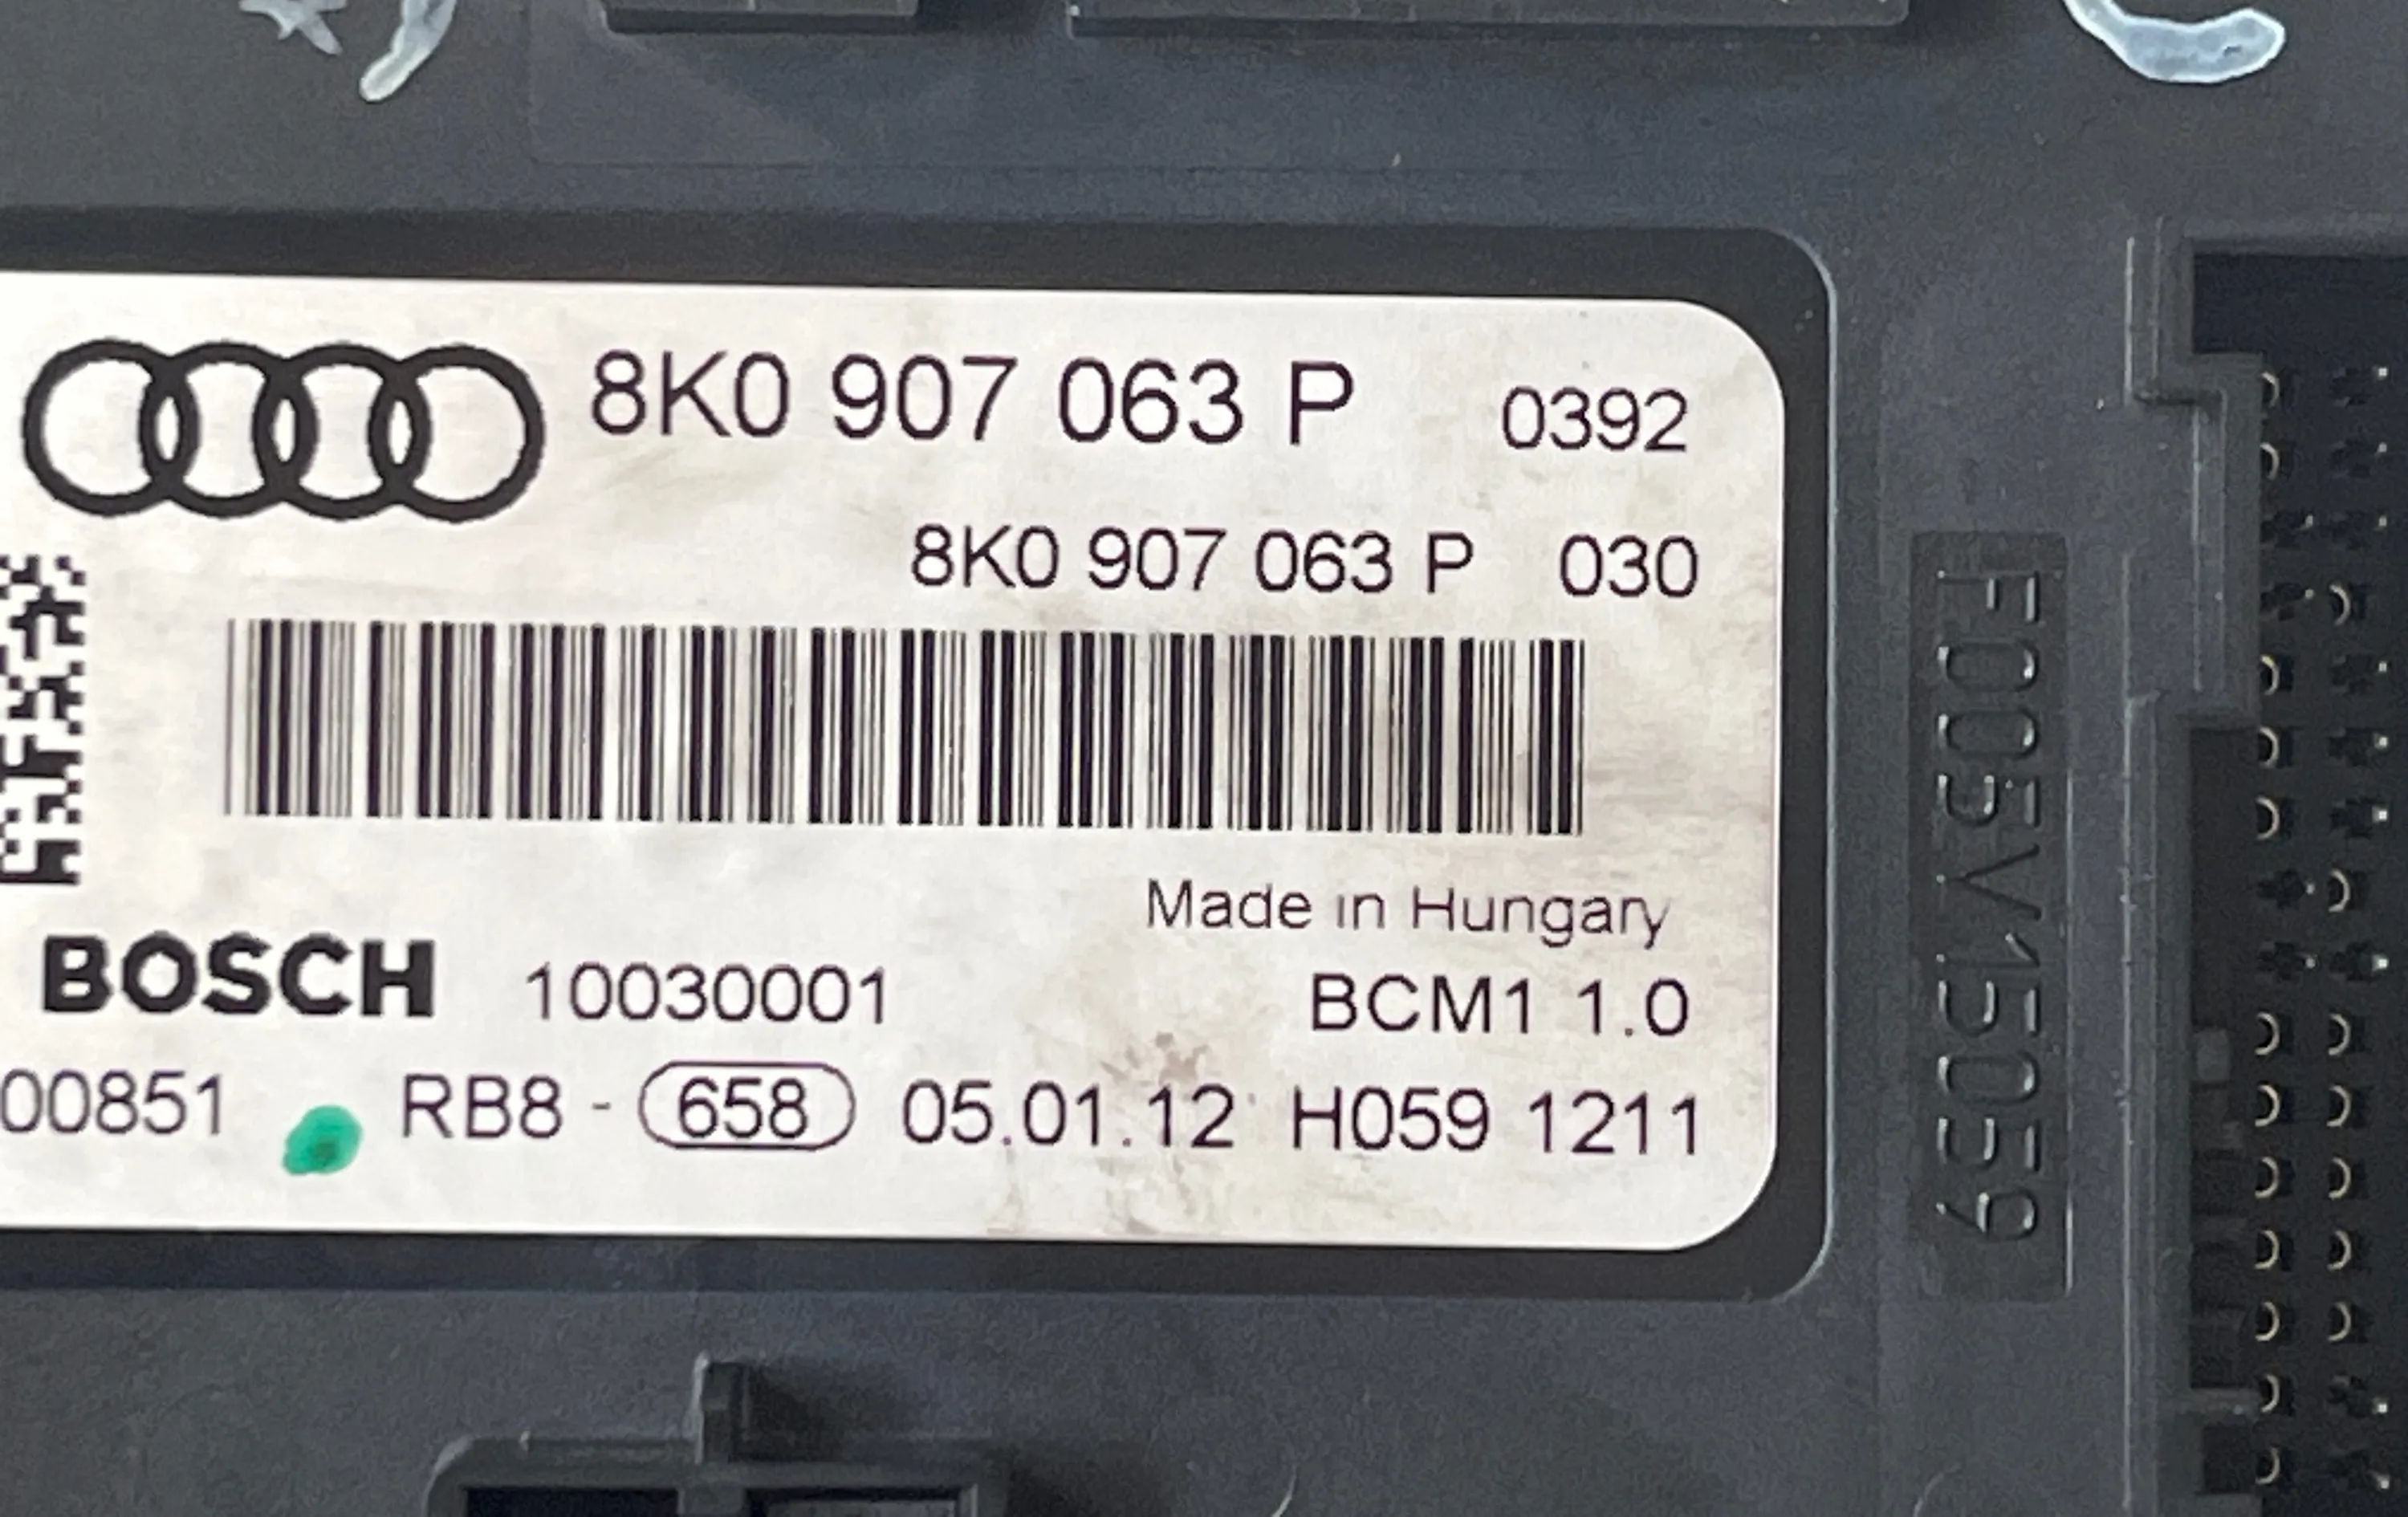 8K0 907 063 P 0392
8K0 907 063 P 030
Made in Hungary
BOSCH 10030001 BCM1 1.0
00851 RB8 - 658 05.01.12 H059 1211
F005V15059